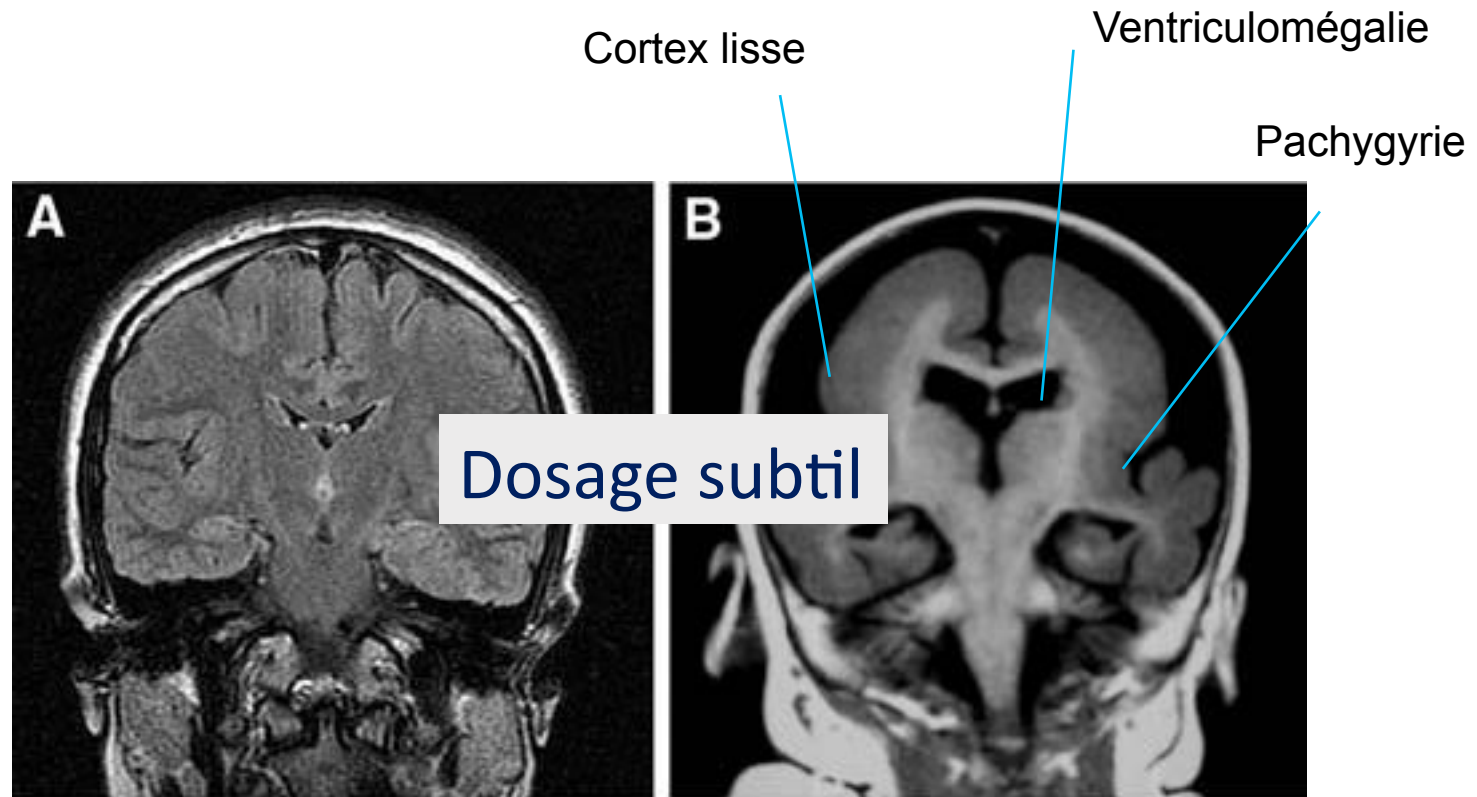 Ventriculomégalie
Cortex lisse
Pachygyrie
A
B
Dosage subtil